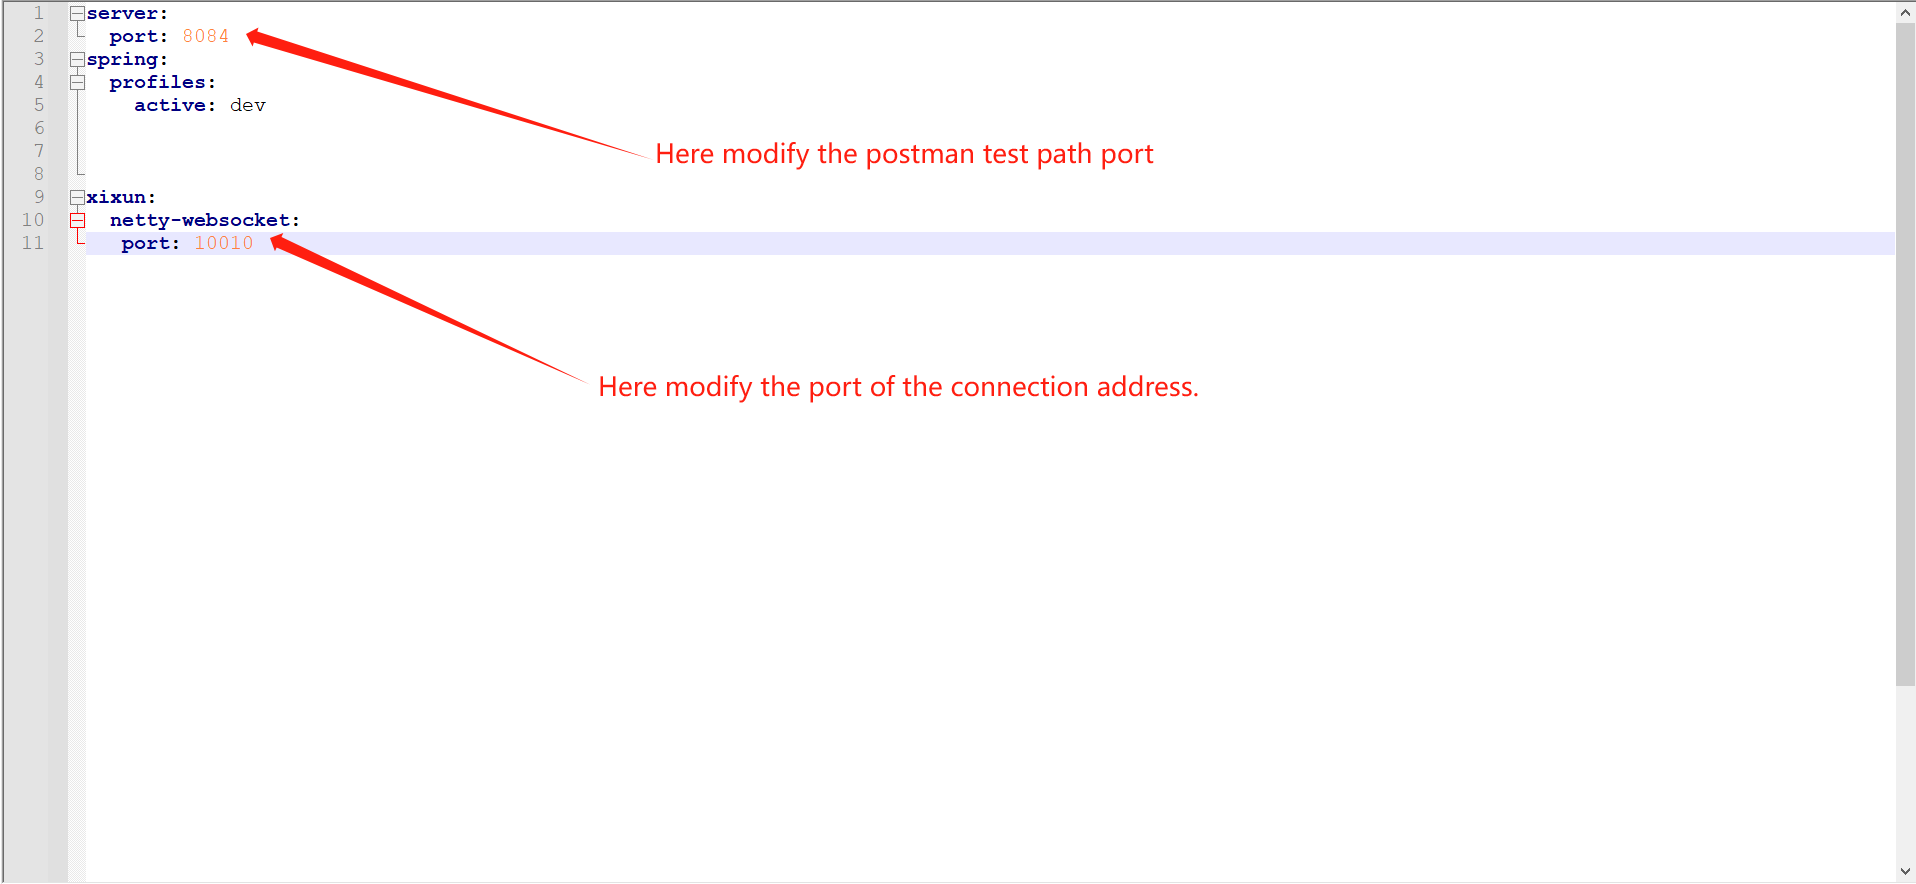 1 server:
2 port: 8084
3 spring:
4 profiles:
5 active: dev
6
7
Here modify the postman test path port
8
9 xixun:
10 netty-websocket:
11 port: 10010
Here modify the port of the connection address.